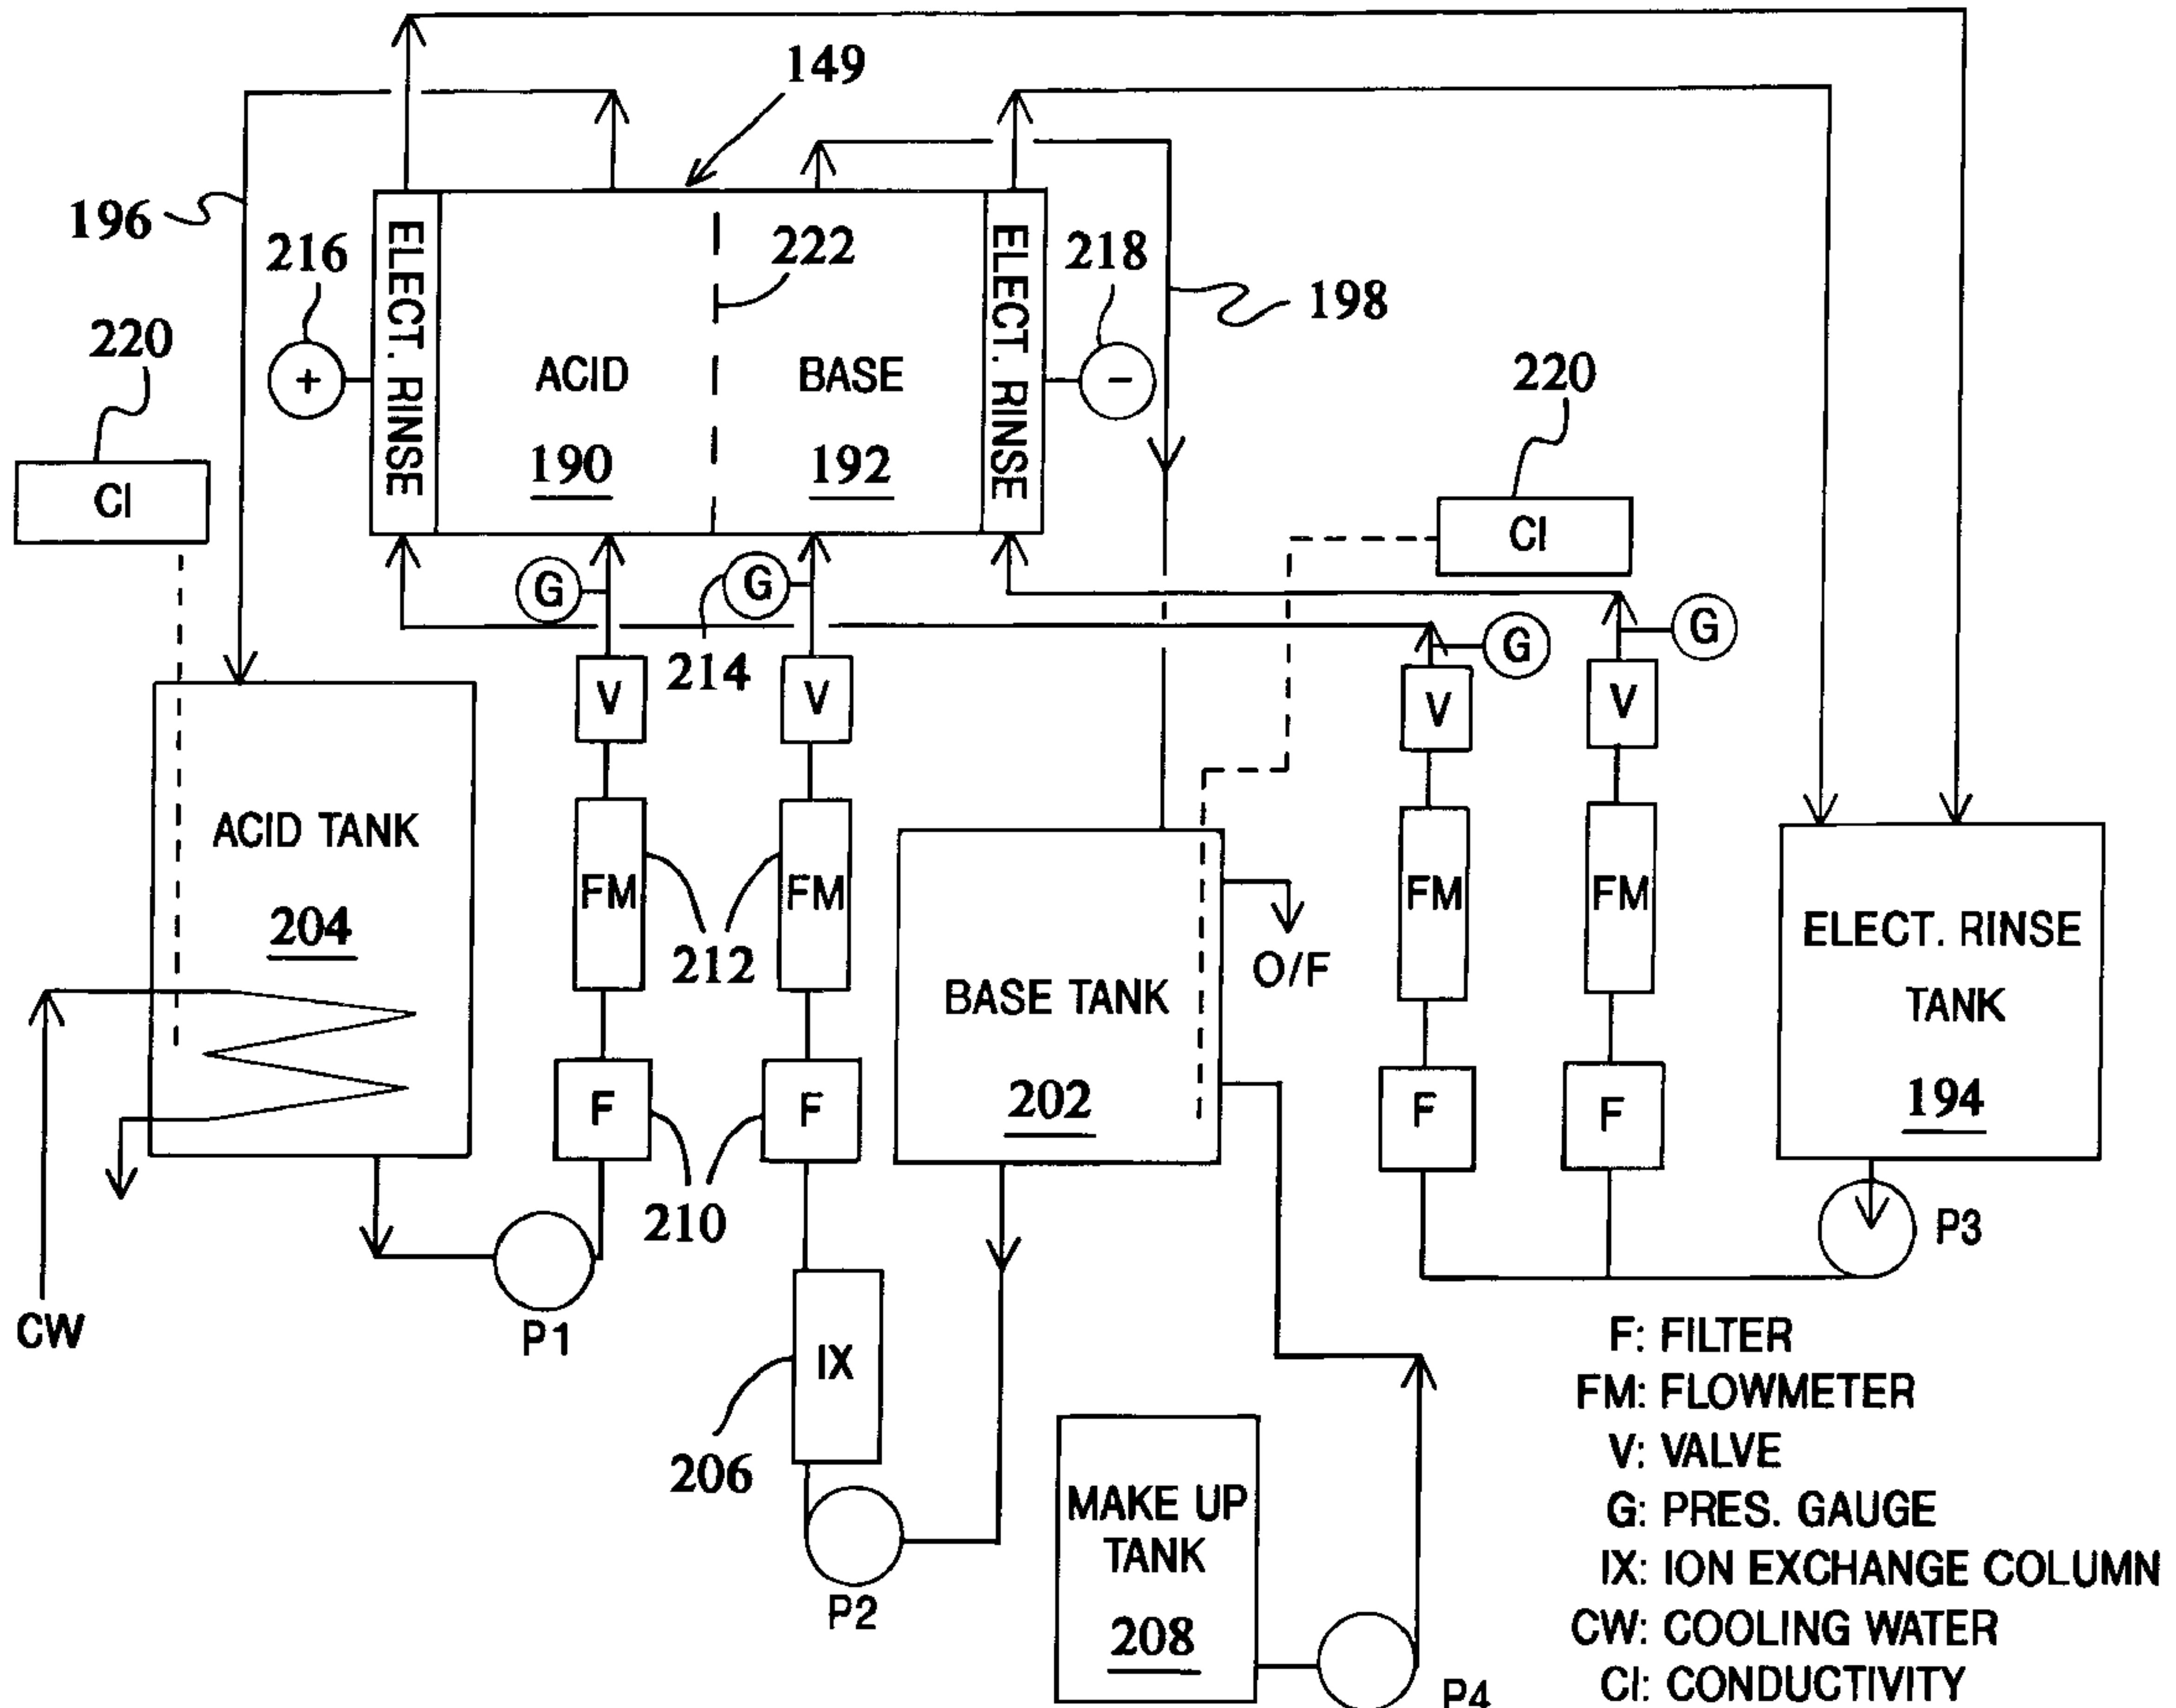 149
196
216
ELECT. RINSE
222
ELECT. RINSE
218
198
220
+
ACID
BASE
-
220
190
192
CI
CI
G
G
G
G
214
V
V
V
V
ACID TANK
204
FM
FM
212
BASE TANK
202
O/F
FM
FM
ELECT. RINSE
TANK
194
F
F
210
F
F
P3
CW
P1
IX
206
P2
MAKE UP
TANK
208
P4
F: FILTER
FM: FLOWMETER
V: VALVE
G: PRES. GAUGE
IX: ION EXCHANGE COLUMN
CW: COOLING WATER
CI: CONDUCTIVITY